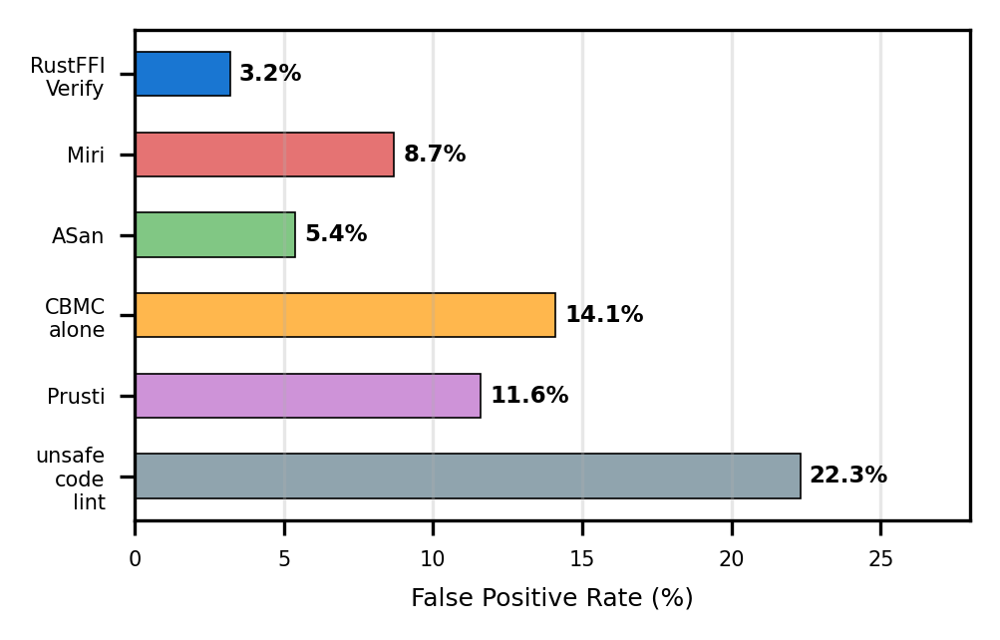 RustFFI
Verify
3.2%
Miri
8.7%
ASan
5.4%
CBMC
alone
14.1%
Prusti
11.6%
unsafe
code
lint
22.3%
0 5 10 15 20 25
False Positive Rate (%)